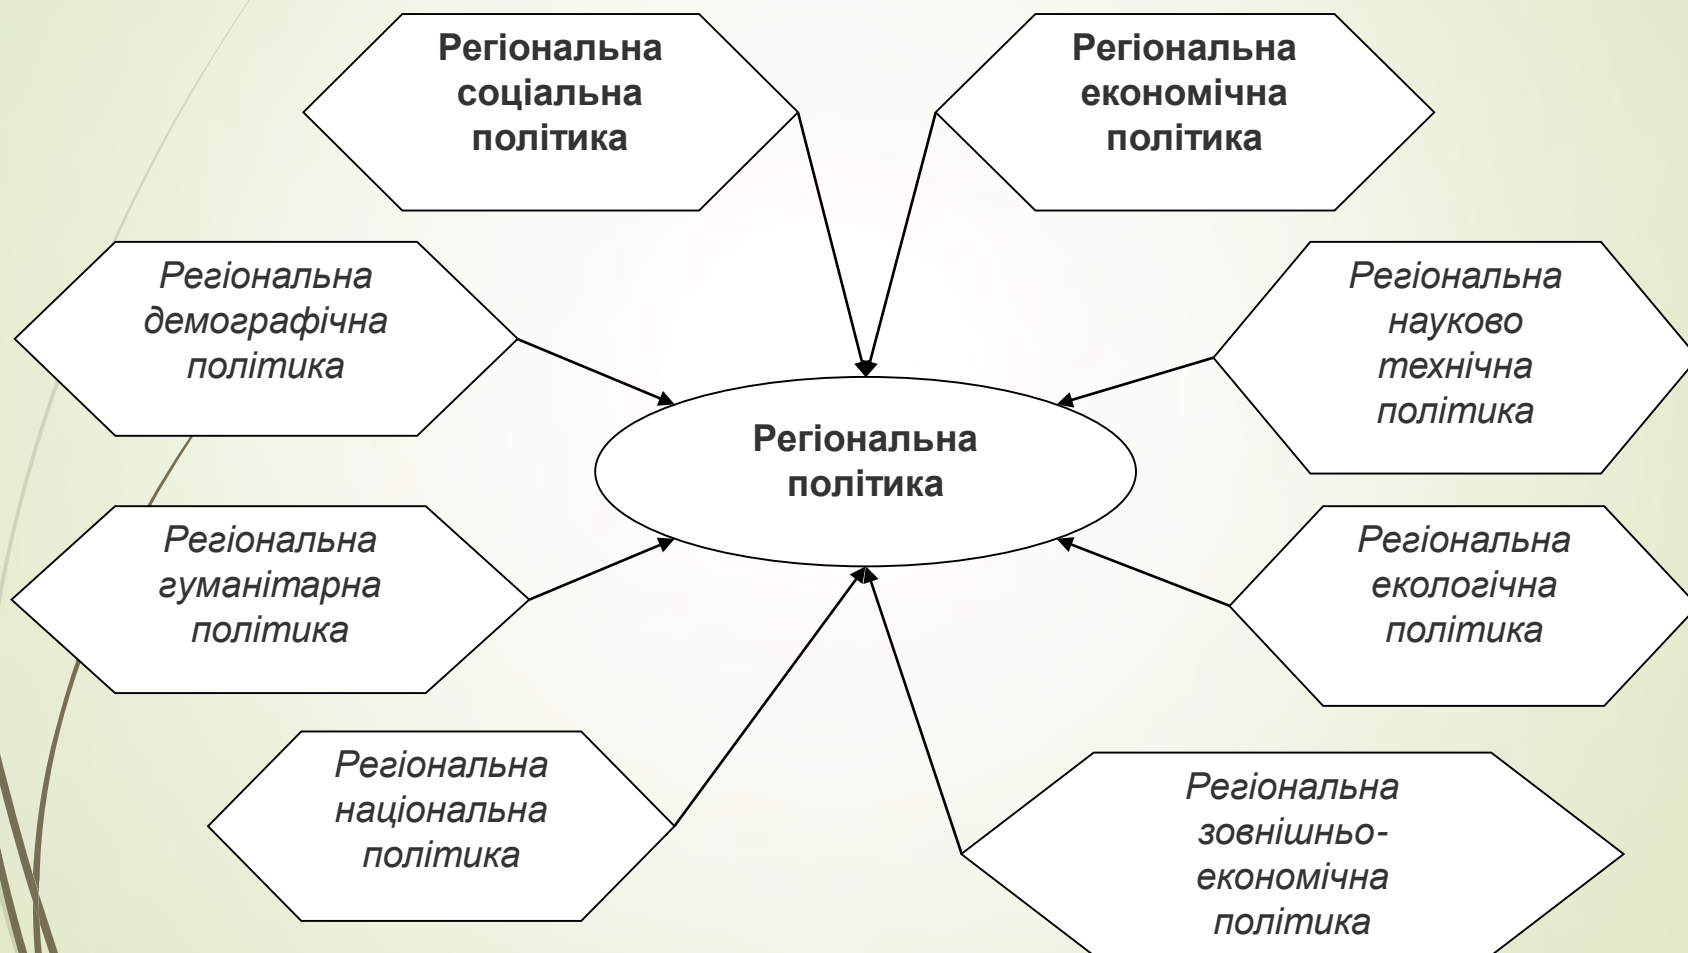 Регіональна
соціальна
політика
Регіональна
економічна
політика
Регіональна
демографічна
політика
Регіональна
науково
технічна
політика
Регіональна
політика
Регіональна
гуманітарна
політика
Регіональна
екологічна
політика
Регіональна
національна
політика
Регіональна
зовнішньо-
економічна
політика